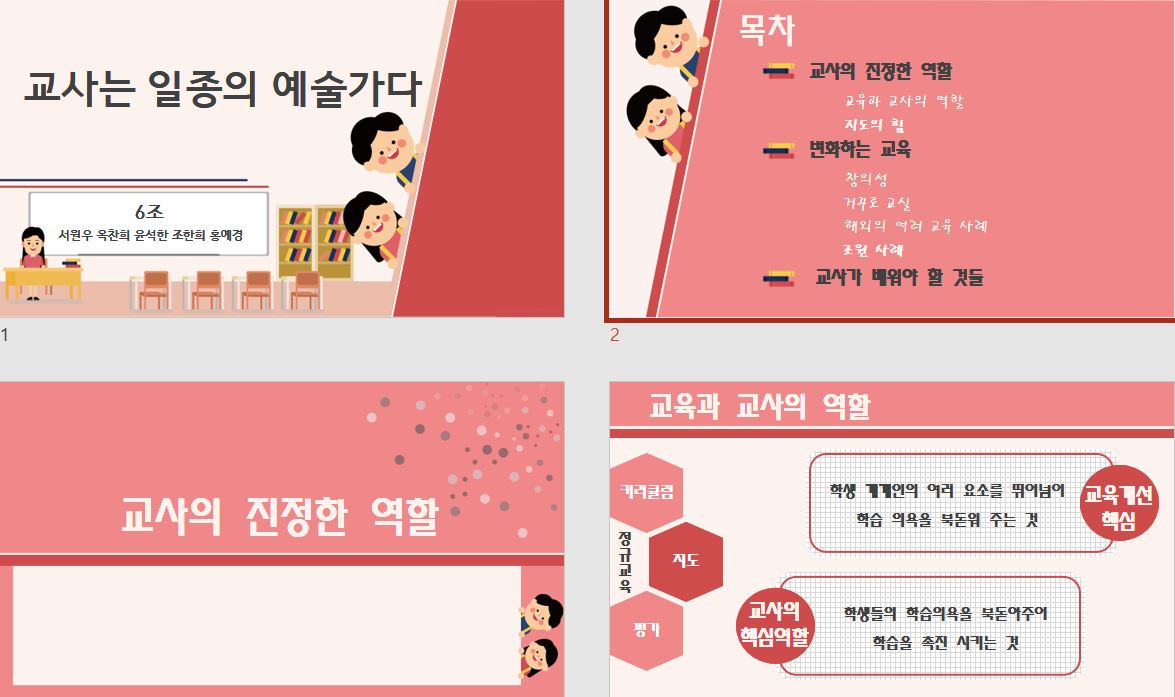 교사는 일종의 예술가다
6조
서원우 옥찬희 윤석한 조한희 홍예경
1
목차
교사의 진정한 역할
교육과 교사의 역할
지도의 힘
변화하는 교육
창의성
거꾸로 교실
해외의 여러 교육 사례
조원 사례
교사가 배워야 할 것들
2
교사의 진정한 역할
교육과 교사의 역할
커리큘럼
정규교육
지도
평가
학생 개개인의 여러 요소를 뛰어넘어
학습 의욕을 북돋워 주는 것
교육개선
핵심
교사의
핵심역할
학생들의 학습의욕을 북돋아주어
학습을 촉진 시키는 것